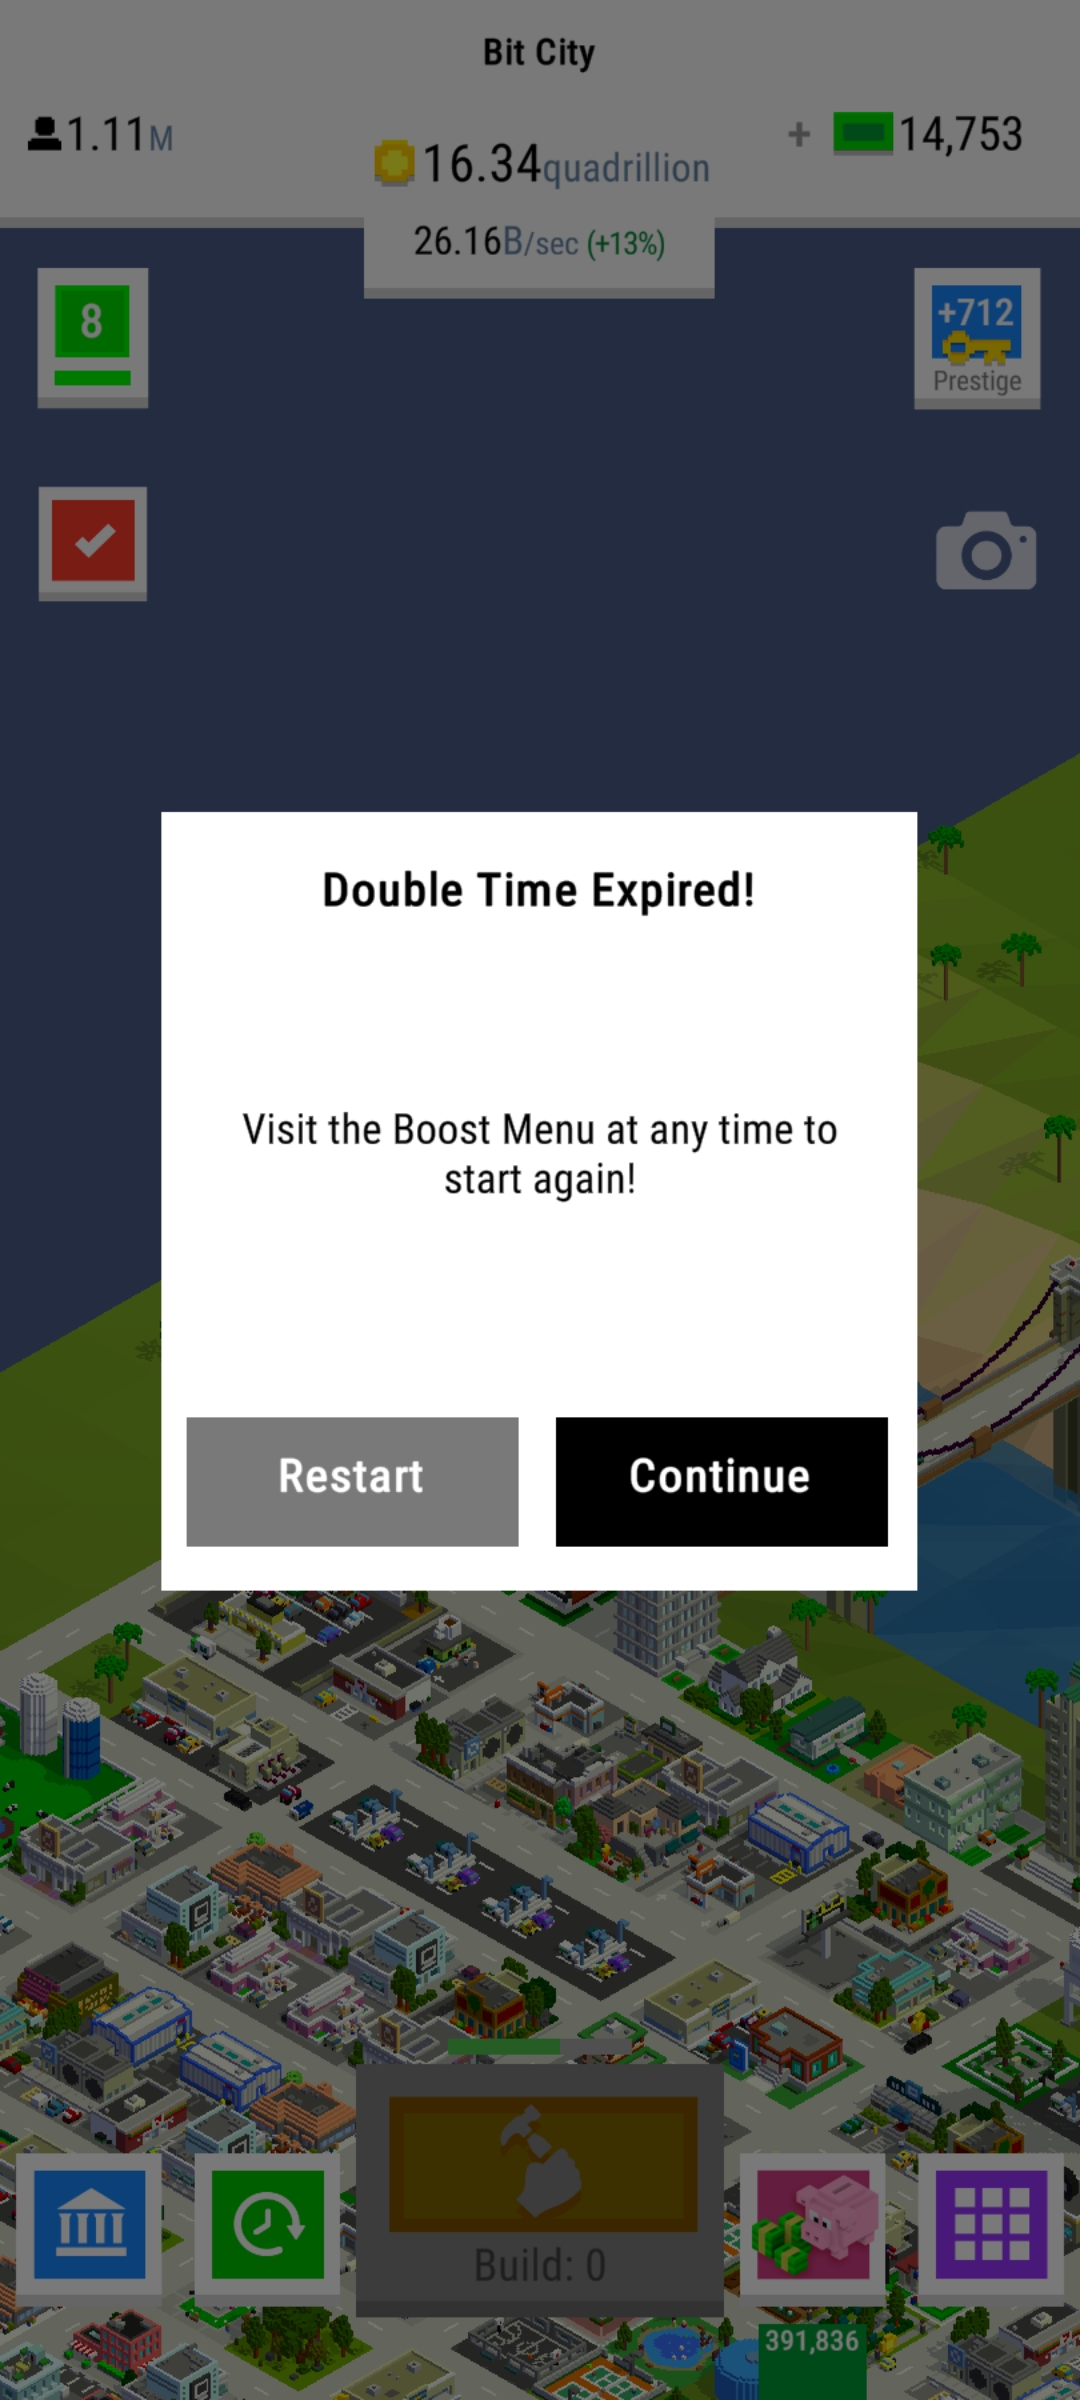 Bit City
1.11M
16.34quadrillion
+ 14,753
26.16B/sec (+13%)
8
+712
Prestige
Double Time Expired!
Visit the Boost Menu at any time to
start again!
Restart
Continue
Build: 0
391,836